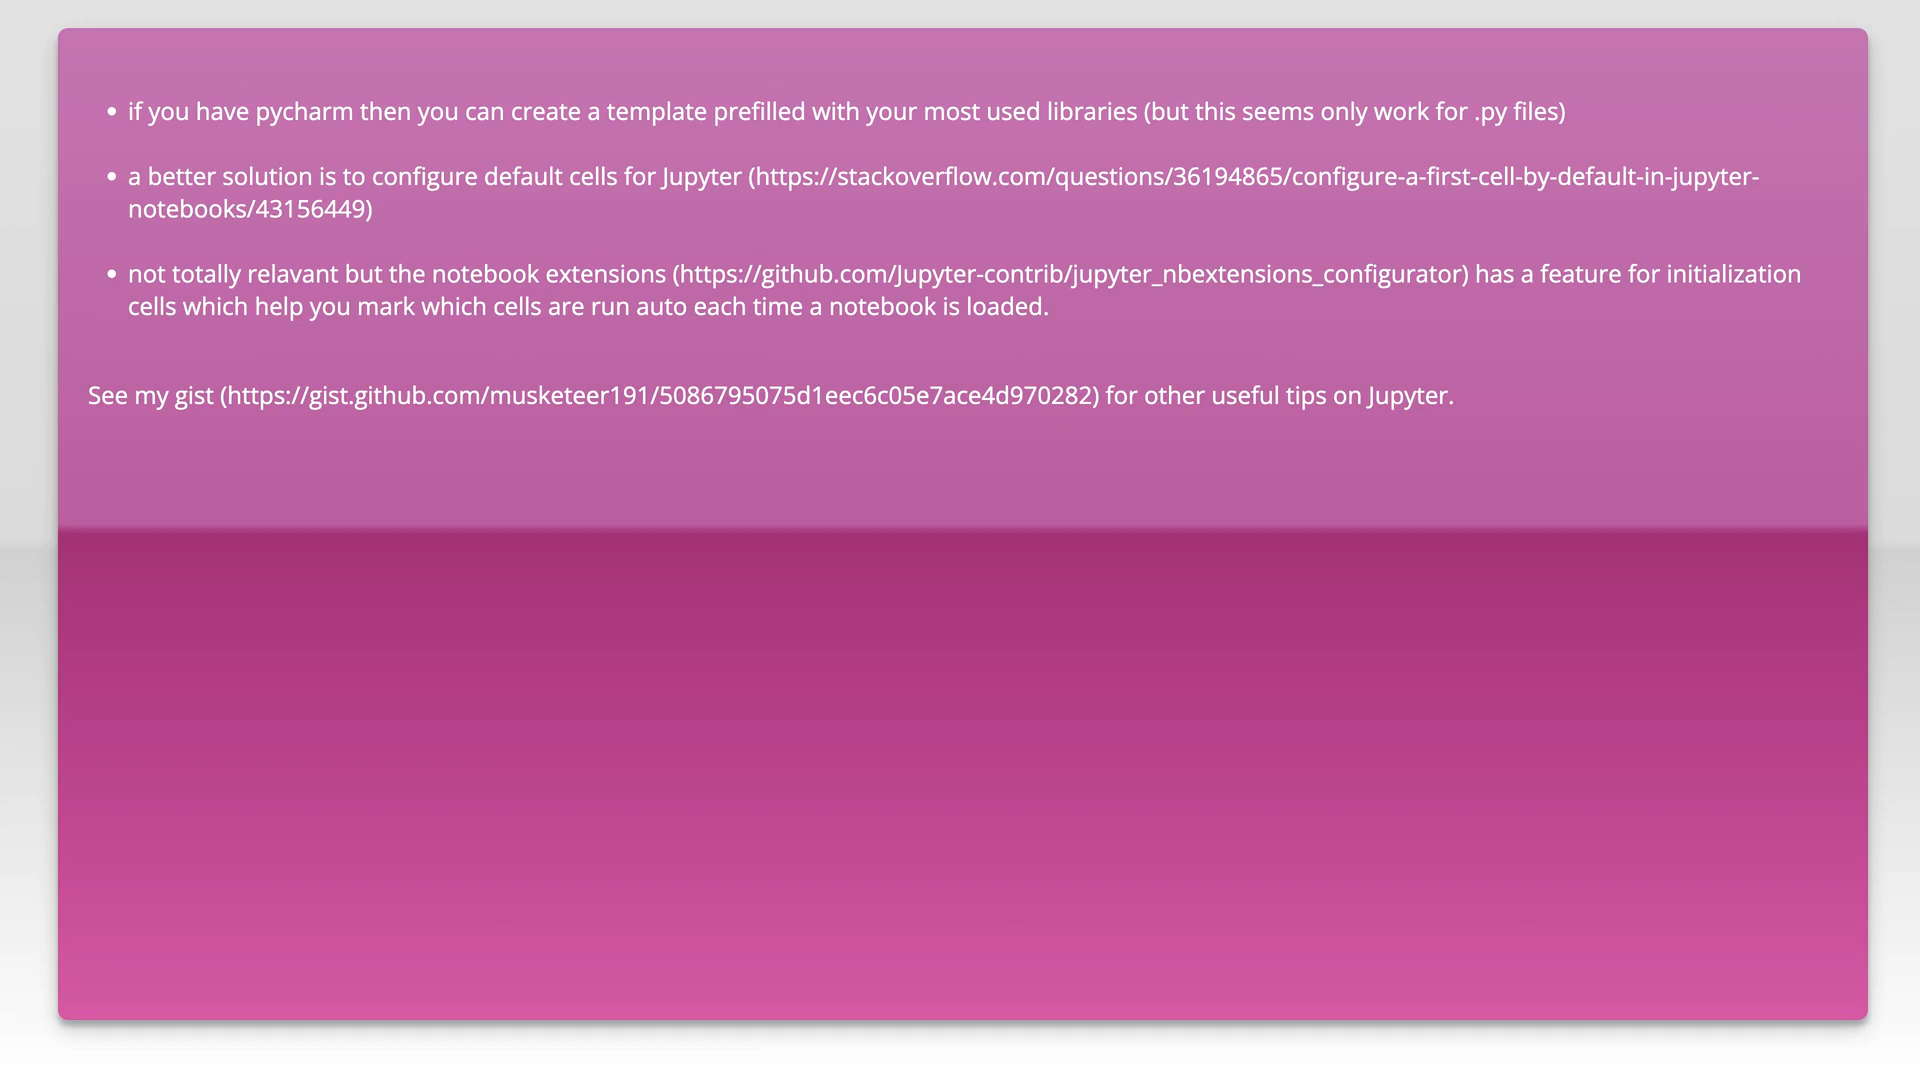 • if you have pycharm then you can create a template prefilled with your most used libraries (but this seems only work for .py files)
• a better solution is to configure default cells for Jupyter (https://stackoverflow.com/questions/36194865/configure-a-first-cell-by-default-in-jupyter-
notebooks/43156449)
• not totally relavant but the notebook extensions (https://github.com/Jupyter-contrib/jupyter_nbextensions_configurator) has a feature for initialization
cells which help you mark which cells are run auto each time a notebook is loaded.
See my gist (https://gist.github.com/musketeer191/5086795075d1eec6c05e7ace4d970282) for other useful tips on Jupyter.